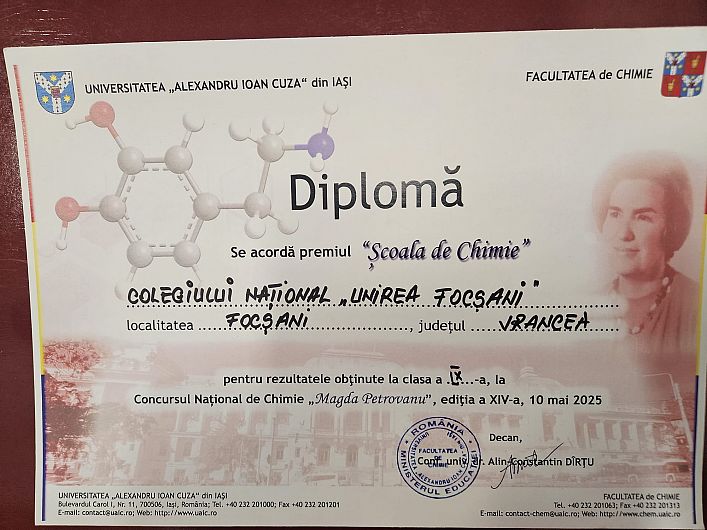 UNIVERSITATEA „ALEXANDRU IOAN CUZA” din IAȘI
FACULTATEA de CHIMIE
Diplomă
Se acordă premiul “Școala de Chimie”
COLEGIULUI NAȚIONAL „UNIREA FOCȘANI”
localitatea FOCȘANI, județul VRANCEA
pentru rezultatele obținute la clasa a IX-a, la
Concursul Național de Chimie „Magda Petrovanu”, ediția a XIV-a, 10 mai 2025
Decan,
Conf. univ. dr. Alin-Constantin DÎRȚU
ROMÂNIA
MINISTERUL EDUCAȚIEI
FACULTATEA
DE
CHIMIE
UNIVERSITATEA „ALEXANDRU IOAN CUZA” din IAȘI
Bulevardul Carol I, Nr. 11, 700506, Iași, România; Tel. +40 232 201000; Fax +40 232 201201
E-mail: contact@uaic.ro; Web: http://www.uaic.ro
FACULTATEA de CHIMIE
Tel. +40 232 201063; Fax +40 232 201313
E-mail: contact-chem@uaic.ro; Web: http://www.chem.uaic.ro